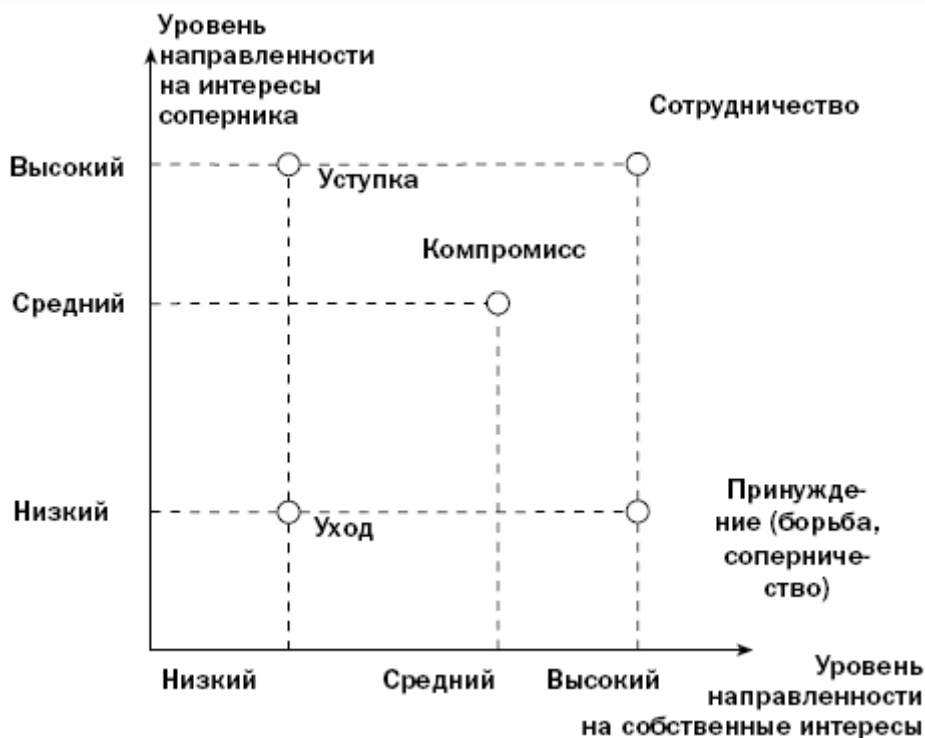 Уровень
направленности
на интересы
соперника
Сотрудничество
Высокий
Уступка
Компромисс
Средний
Низкий
Уход
Принужде-
ние (борьба,
соперниче-
ство)
Низкий
Средний
Высокий
Уровень
направленности
на собственные интересы